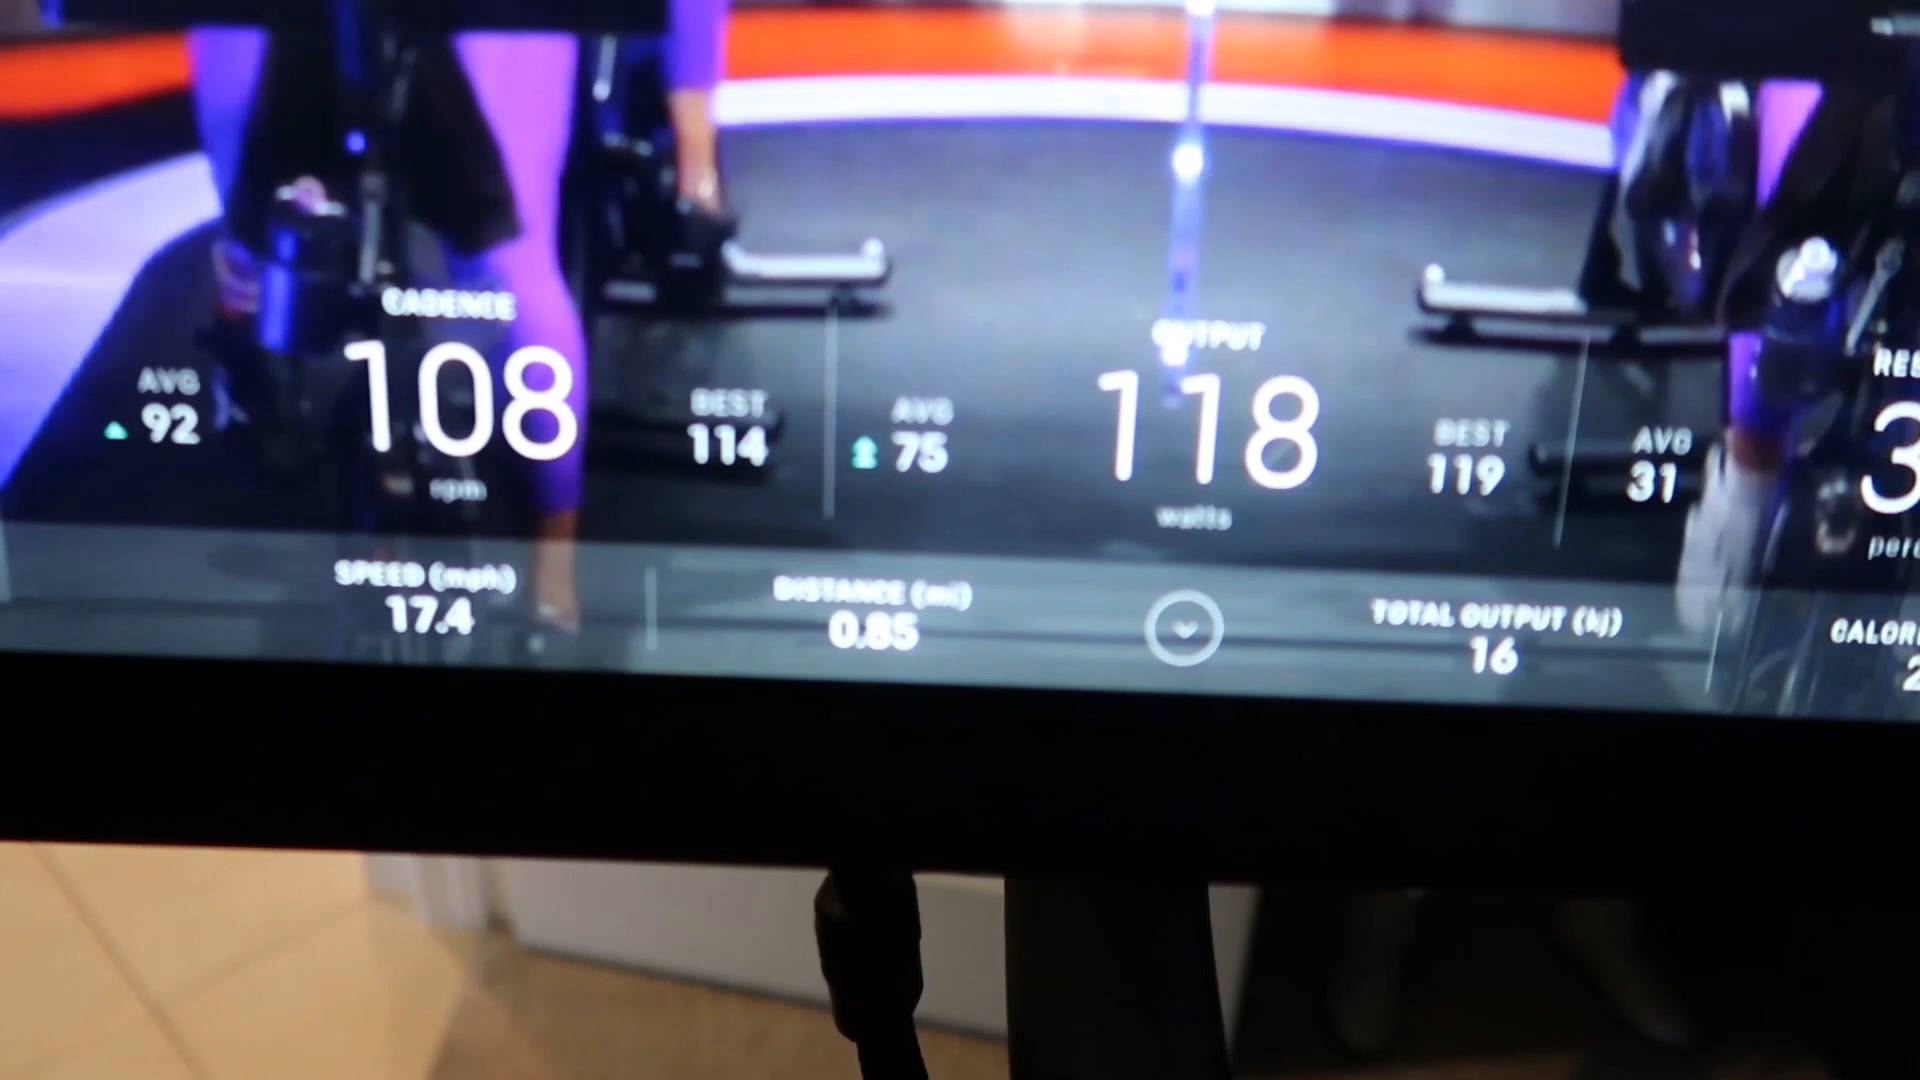 CADENCE
AVG
92
108
rpm
BEST
114
OUTPUT
AVG
75
118
watts
BEST
119
AVG
31
SPEED (mph)
17.4
DISTANCE (mi)
0.85
TOTAL OUTPUT (kj)
16